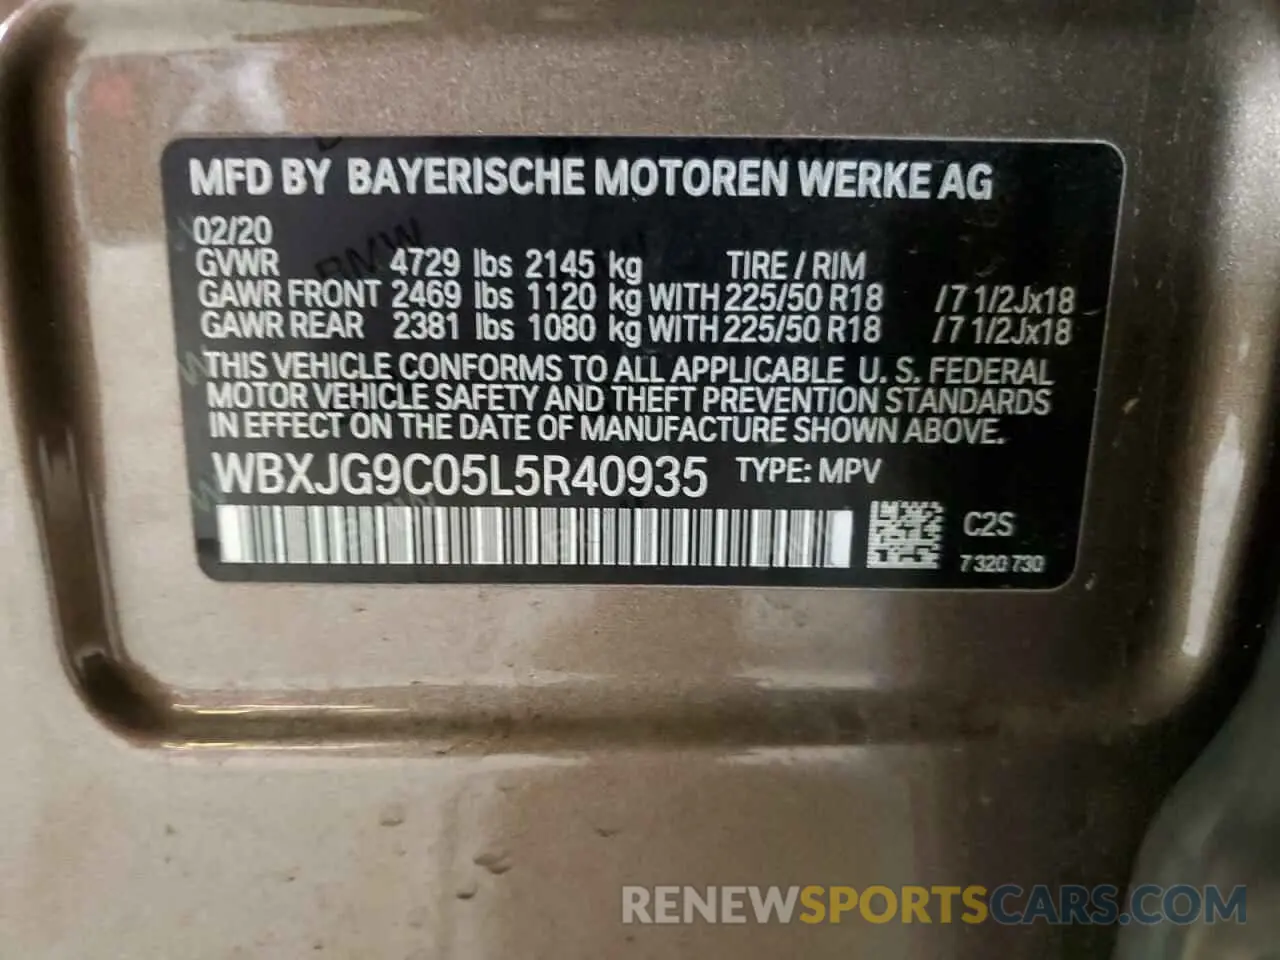 MFD BY BAYERISCHE MOTOREN WERKE AG
02/20
GVWR 4729 lbs 2145 kg TIRE / RIM
GAWR FRONT 2469 lbs 1120 kg WITH 225/50 R18 / 7 1/2Jx18
GAWR REAR 2381 lbs 1080 kg WITH 225/50 R18 / 7 1/2Jx18
THIS VEHICLE CONFORMS TO ALL APPLICABLE U. S. FEDERAL
MOTOR VEHICLE SAFETY AND THEFT PREVENTION STANDARDS
IN EFFECT ON THE DATE OF MANUFACTURE SHOWN ABOVE.
WBXJG9C05L5R40935 TYPE: MPV
C2S
7 320 730
RENEWSPORTSCARS.COM